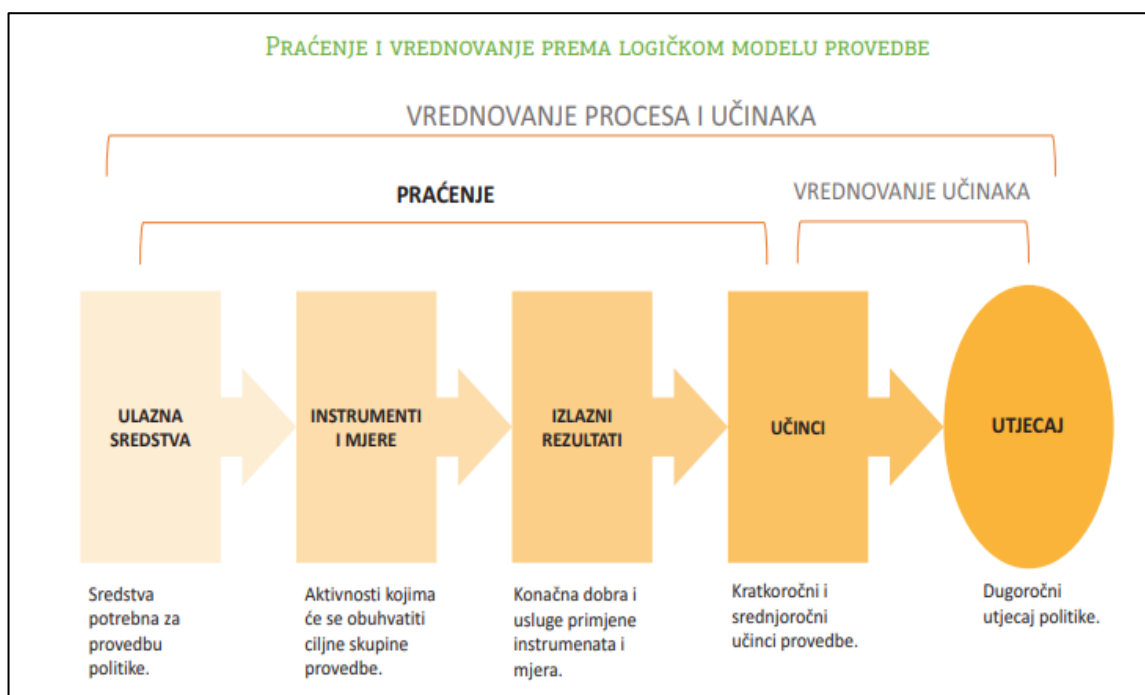 PRAĆENJE I VREDNOVANJE PREMA LOGIČKOM MODELU PROVEDBE
VREDNOVANJE PROCESA I UČINAKA
PRAĆENJE
VREDNOVANJE UČINAKA
ULAZNA
SREDSTVA
INSTRUMENTI
I MJERE
IZLAZNI
REZULTATI
UČINCI
UTJECAJ
Sredstva
potrebna za
provedbu
politike.
Aktivnosti kojima
će se obuhvatiti
ciljne skupine
provedbe.
Konačna dobra i
usluge primjene
instrumenata i
mjera.
Kratkoročni i
srednjoročni
učinci provedbe.
Dugoročni
utjecaj politike.